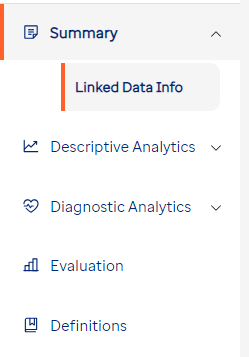 Summary
Linked Data Info
Descriptive Analytics
Diagnostic Analytics
Evaluation
Definitions